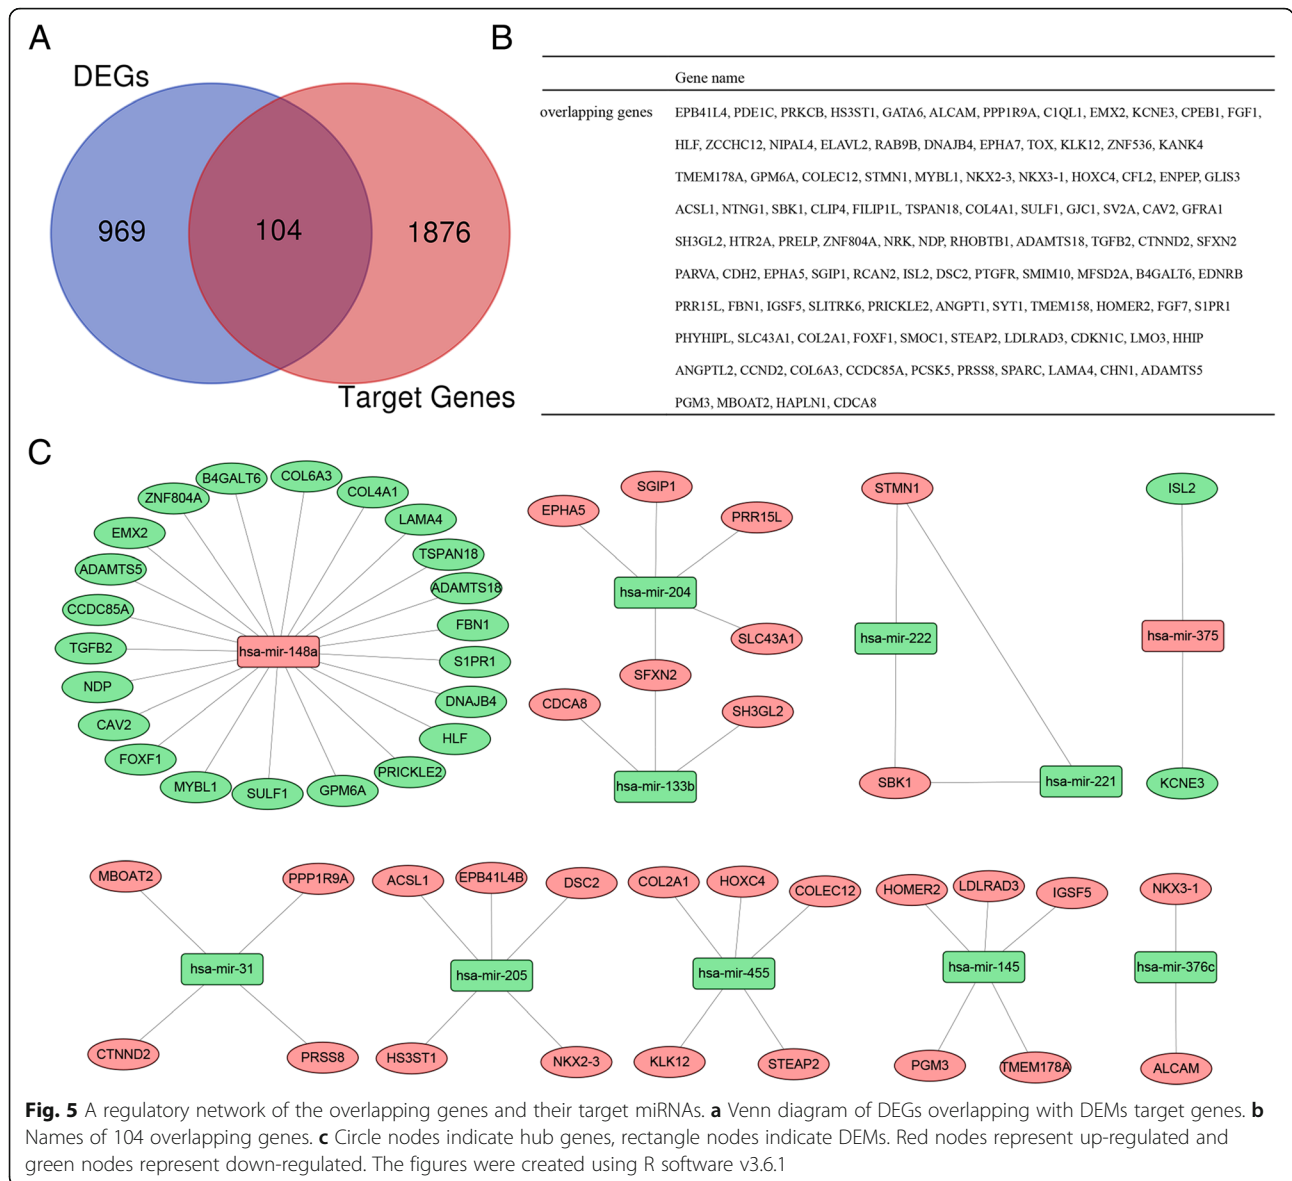 A
B
DEGs
969
104
1876
Target Genes
Gene name
overlapping genes
EPB41L4, PDE1C, PRKCB, HS3ST1, GATA6, ALCAM, PPP1R9A, C1QL1, EMX2, KCNE3, CPEB1, FGF1,
HLF, ZCCHC12, NIPAL4, ELAVL2, RAB9B, DNAJB4, EPHA7, TOX, KLK12, ZNF536, KANK4
TMEM178A, GPM6A, COLEC12, STMN1, MYBL1, NKX2-3, NKX3-1, HOXC4, CFL2, ENPEP, GLIS3
ACSL1, NTNG1, SBK1, CLIP4, FILIP1L, TSPAN18, COL4A1, SULF1, GJC1, SV2A, CAV2, GFRA1
SH3GL2, HTR2A, PRELP, ZNF804A, NRK, NDP, RHOBTB1, ADAMTS18, TGFB2, CTNND2, SFXN2
PARVA, CDH2, EPHA5, SGIP1, RCAN2, ISL2, DSC2, PTGFR, SMIM10, MFSD2A, B4GALT6, EDNRB
PRR15L, FBN1, IGSF5, SLITRK6, PRICKLE2, ANGPT1, SYT1, TMEM158, HOMER2, FGF7, S1PR1
PHYHIPL, SLC43A1, COL2A1, FOXF1, SMOC1, STEAP2, LDLRAD3, CDKN1C, LMO3, HHIP
ANGPTL2, CCND2, COL6A3, CCDC85A, PCSK5, PRSS8, SPARC, LAMA4, CHN1, ADAMTS5
PGM3, MBOAT2, HAPLN1, CDCA8
C
B4GALT6
COL6A3
COL4A1
ZNF804A
LAMA4
EMX2
TSPAN18
ADAMTS5
ADAMTS18
CCDC85A
FBN1
TGFB2
hsa-mir-148a
S1PR1
NDP
DNAJB4
CAV2
HLF
FOXF1
PRICKLE2
MYBL1
SULF1
GPM6A
SGIP1
EPHA5
PRR15L
hsa-mir-204
SLC43A1
SFXN2
CDCA8
SH3GL2
hsa-mir-133b
STMN1
hsa-mir-222
SBK1
hsa-mir-221
ISL2
hsa-mir-375
KCNE3
MBOAT2
PPP1R9A
hsa-mir-31
CTNND2
PRSS8
ACSL1
EPB41L4B
DSC2
hsa-mir-205
HS3ST1
NKX2-3
COL2A1
HOXC4
COLEC12
hsa-mir-455
KLK12
STEAP2
HOMER2
LDLRAD3
IGSF5
hsa-mir-145
PGM3
TMEM178A
NKX3-1
hsa-mir-376c
ALCAM
Fig. 5 A regulatory network of the overlapping genes and their target miRNAs. a Venn diagram of DEGs overlapping with DEMs target genes. b
Names of 104 overlapping genes. c Circle nodes indicate hub genes, rectangle nodes indicate DEMs. Red nodes represent up-regulated and
green nodes represent down-regulated. The figures were created using R software v3.6.1